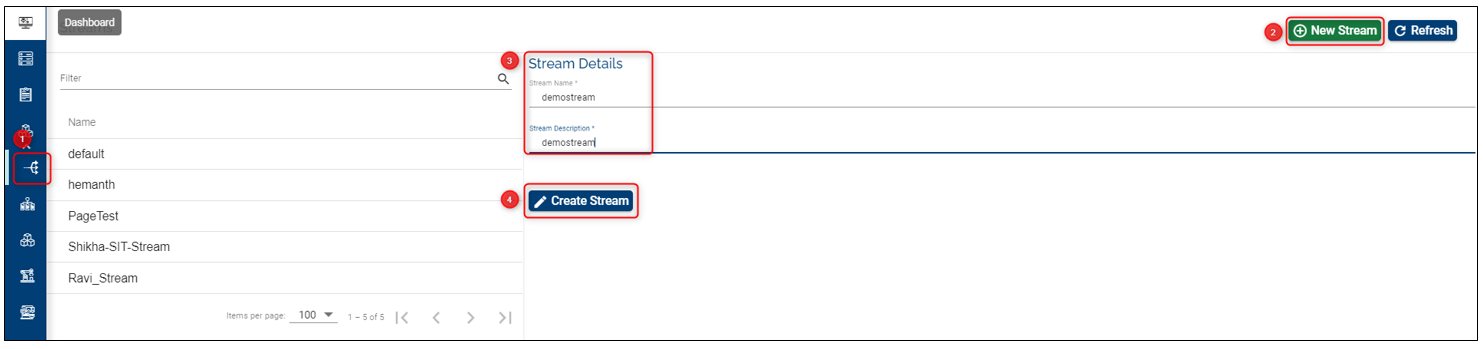 Dashboard
Streams
2
New Stream
Refresh
Filter
3
Stream Details
Stream Name *
demostream
Stream Description *
demostream
4
Create Stream
1
Name
default
hemanth
PageTest
Shikha-SIT-Stream
Ravi_Stream
Items per page: 100 1 – 5 of 5